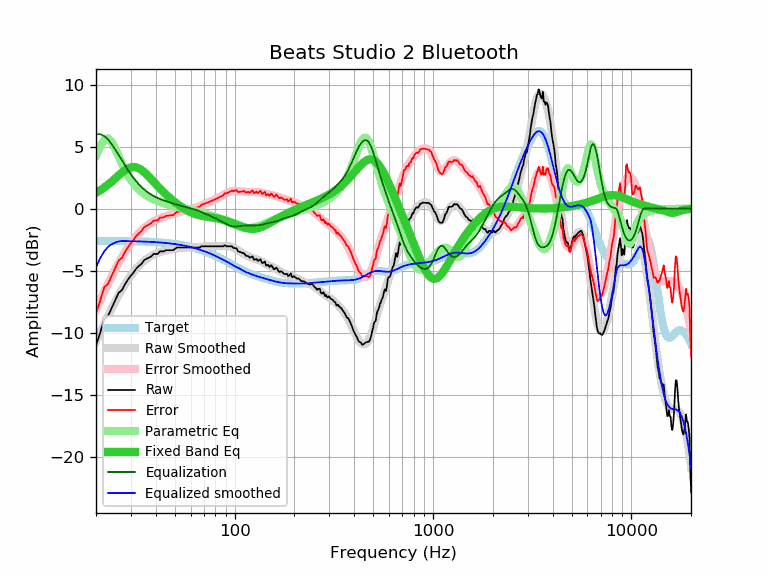 Beats Studio 2 Bluetooth
10
5
0
−5
−10
−15
−20
Amplitude (dBr)
Target
Raw Smoothed
Error Smoothed
Raw
Error
Parametric Eq
Fixed Band Eq
Equalization
Equalized smoothed
100
1000
10000
Frequency (Hz)